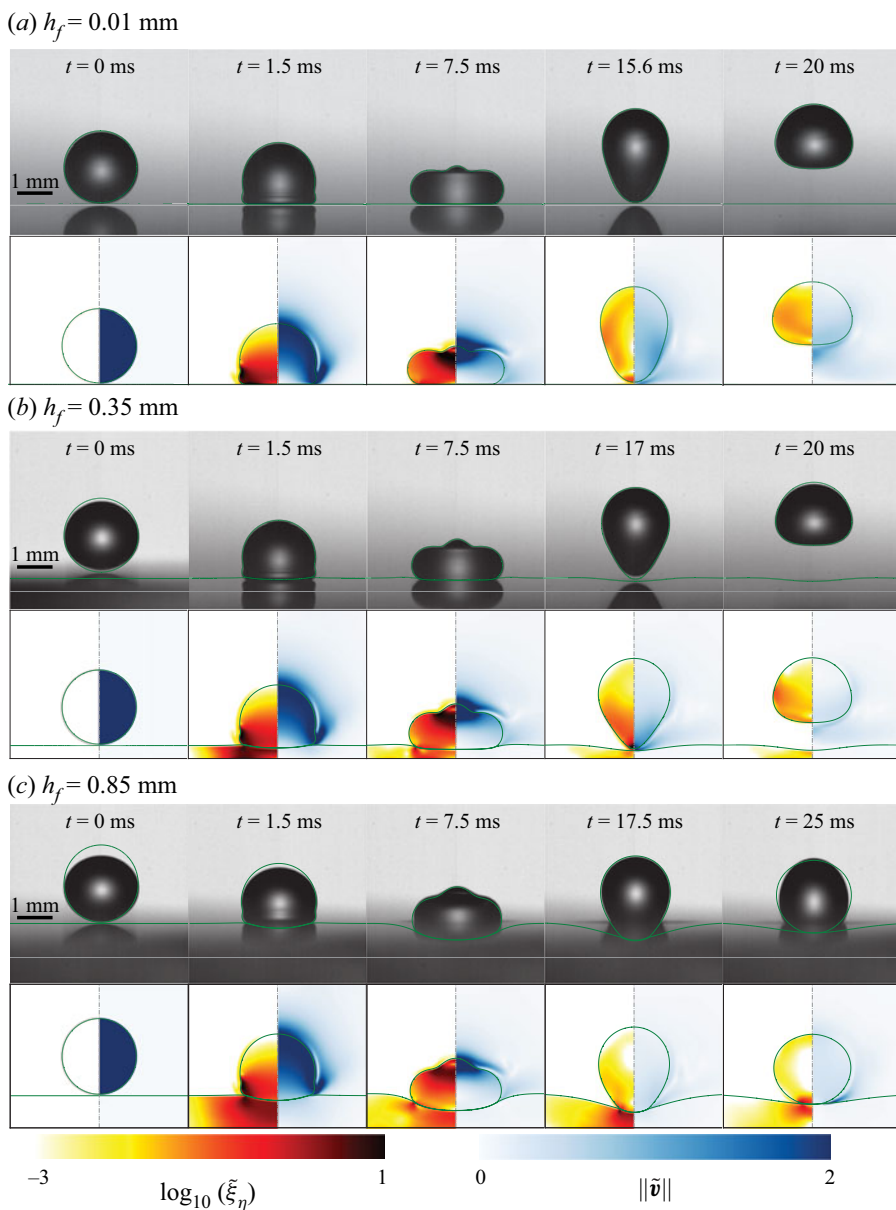 (a) h_f = 0.01 mm
t = 0 ms t = 1.5 ms t = 7.5 ms t = 15.6 ms t = 20 ms
1 mm
(b) h_f = 0.35 mm
t = 0 ms t = 1.5 ms t = 7.5 ms t = 17 ms t = 20 ms
1 mm
(c) h_f = 0.85 mm
t = 0 ms t = 1.5 ms t = 7.5 ms t = 17.5 ms t = 25 ms
1 mm
–3 1 0 2
log₁₀ (ξ̃_η) ||ṽ||